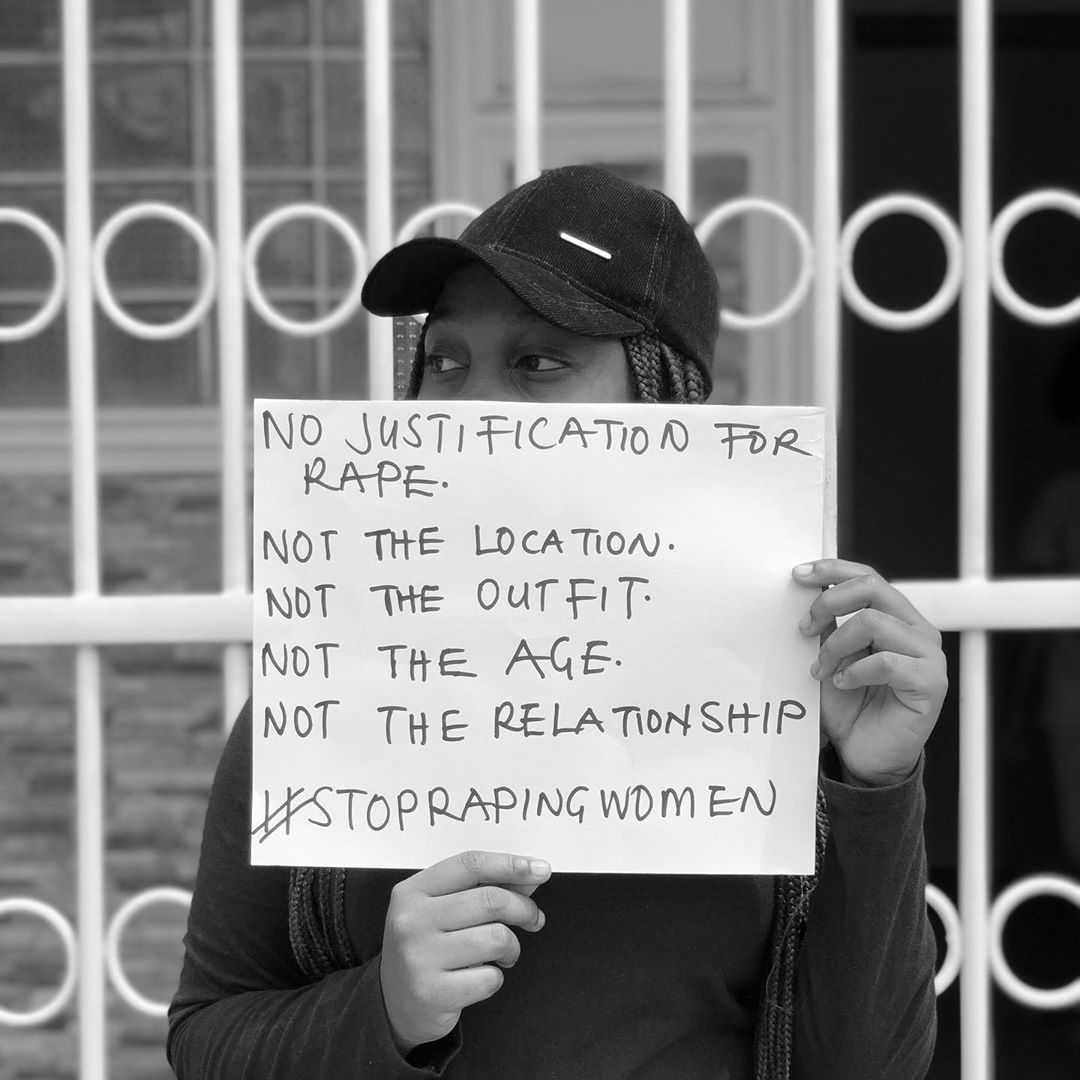 NO JUSTIFICATION FOR
RAPE.
NOT THE LOCATION.
NOT THE OUTFIT.
NOT THE AGE.
NOT THE RELATIONSHIP
#STOPRAPINGWOMEN